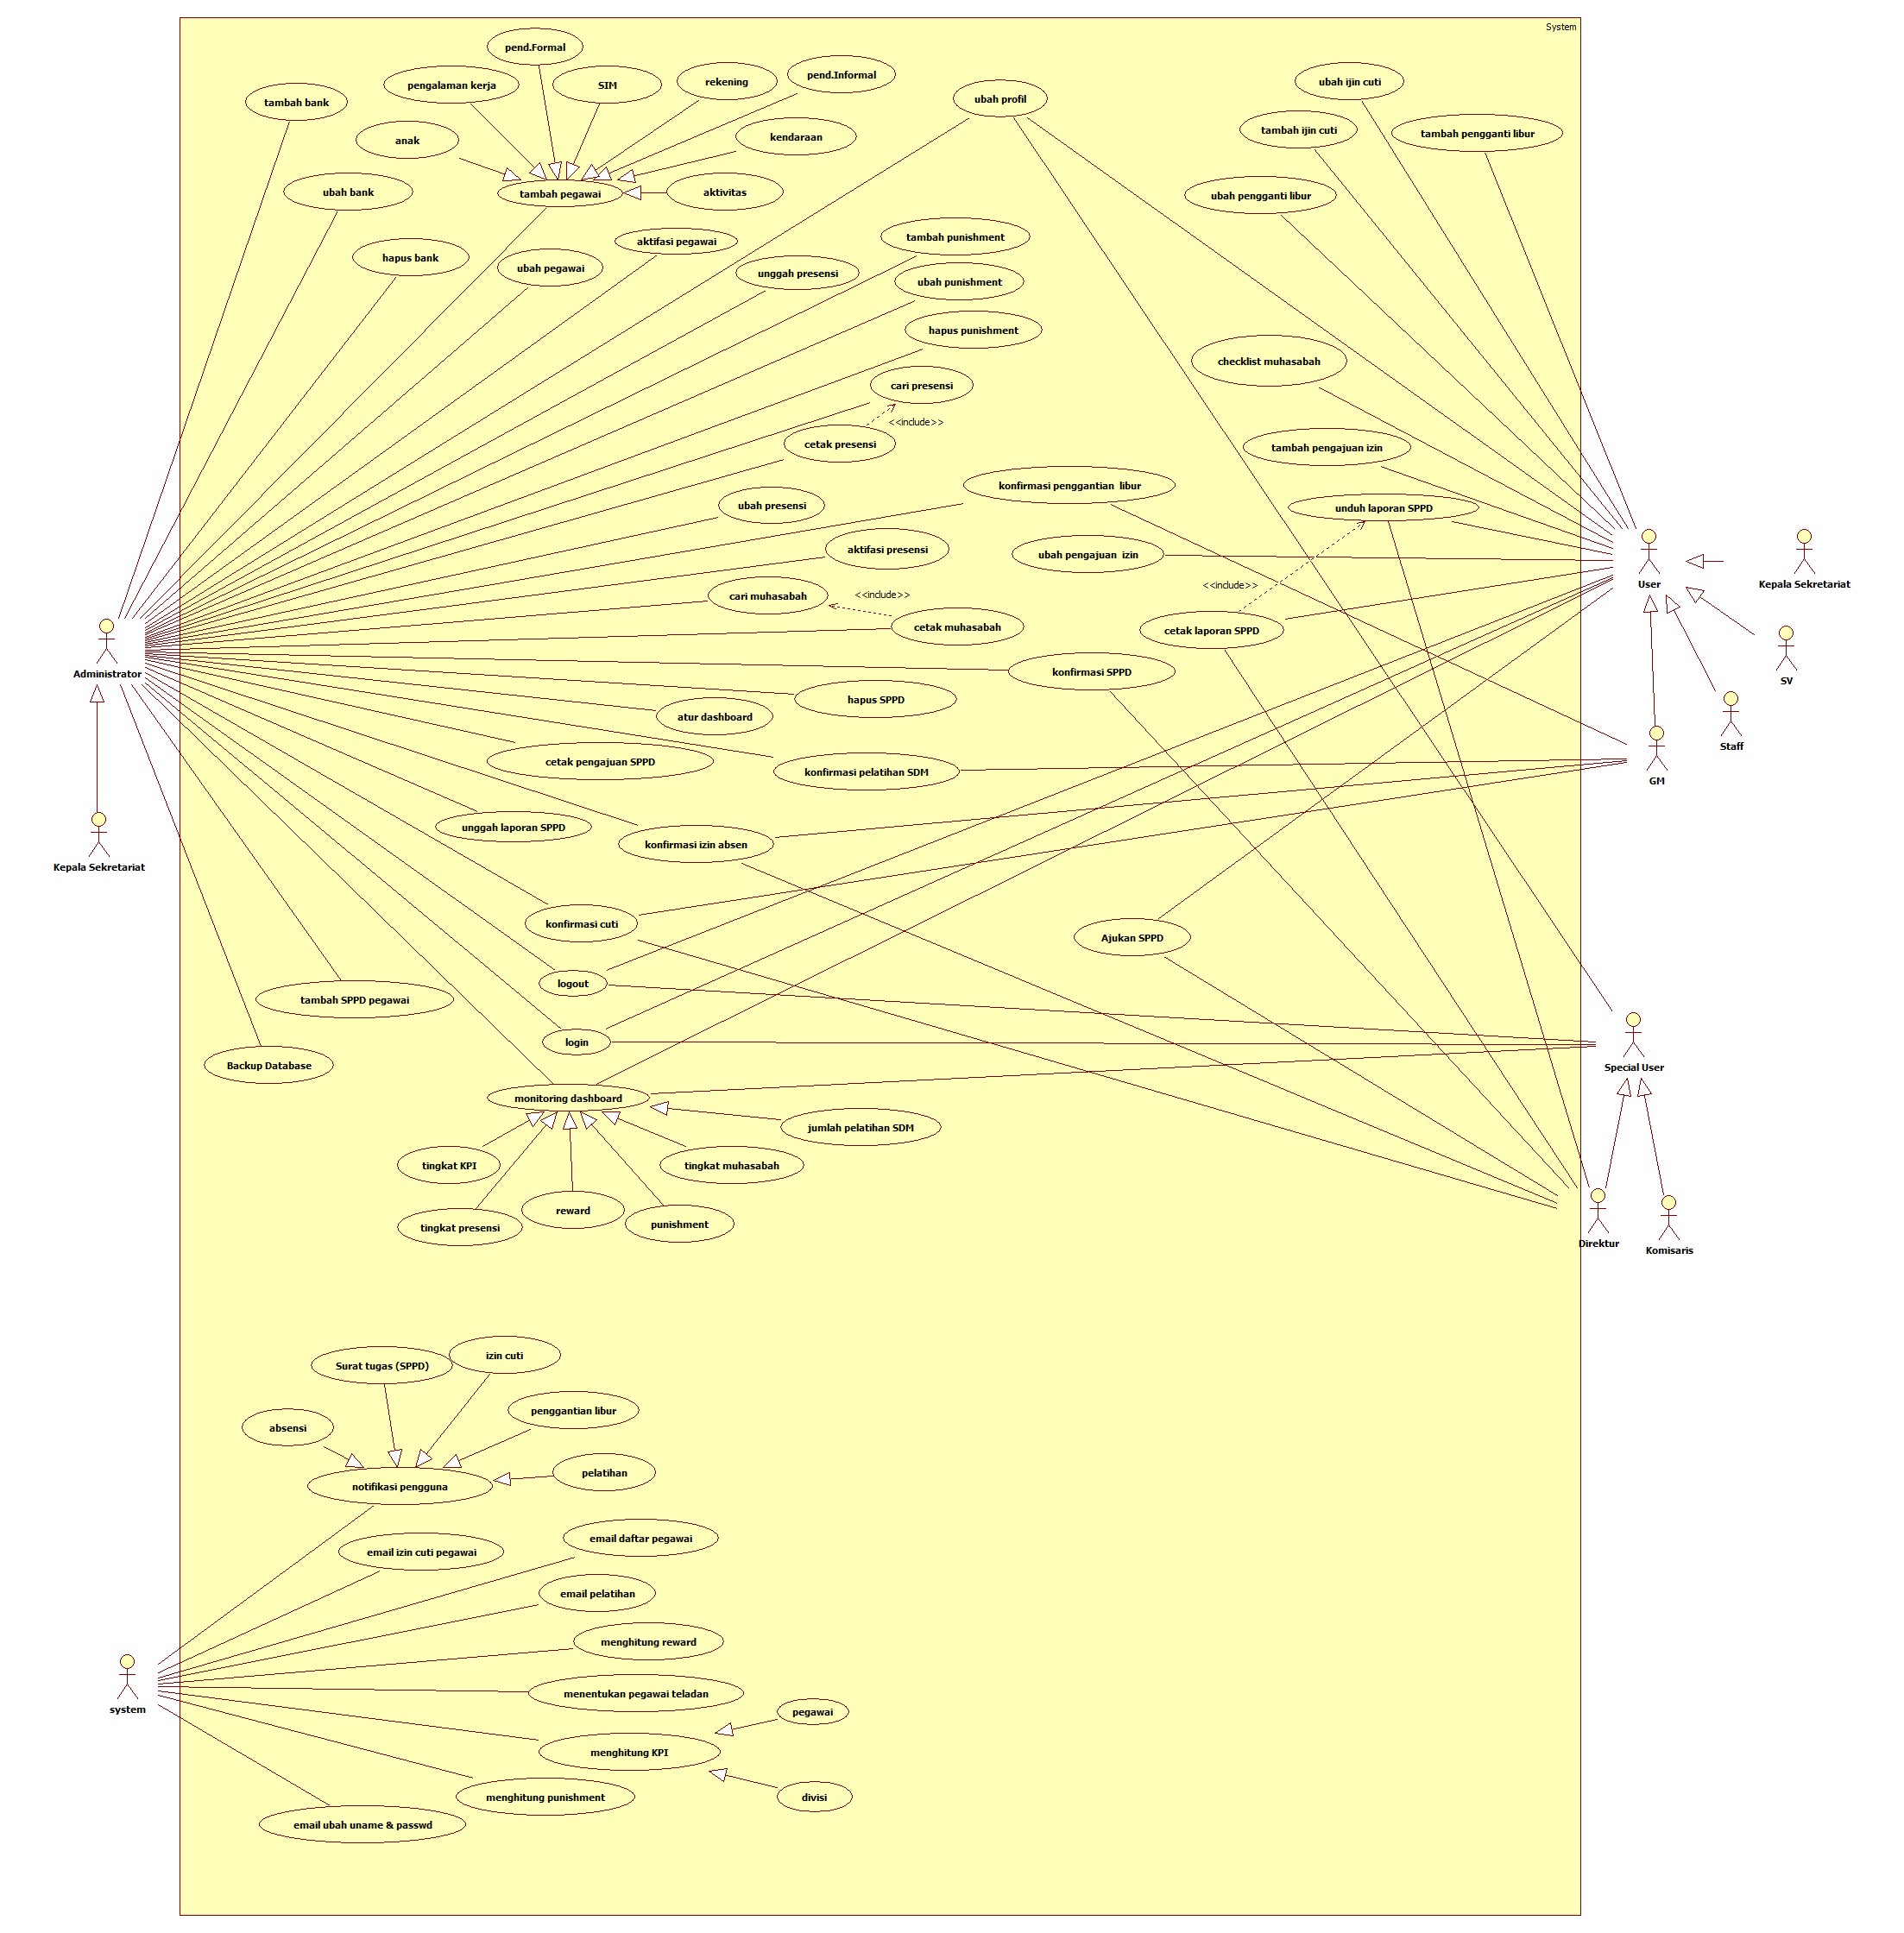 System
pend.Formal
pengalaman kerja
SIM
rekening
pend.Informal
tambah bank
ubah profil
ubah ijin cuti
tambah ijin cuti
tambah pengganti libur
anak
kendaraan
ubah bank
tambah pegawai
aktivitas
ubah pengganti libur
hapus bank
ubah pegawai
aktifasi pegawai
tambah punishment
unggah presensi
ubah punishment
hapus punishment
checklist muhasabah
cari presensi
<<include>>
cetak presensi
tambah pengajuan izin
konfirmasi penggantian  libur
ubah presensi
unduh laporan SPPD
aktifasi presensi
ubah pengajuan  izin
User
Kepala Sekretariat
<<include>>
cari muhasabah
<<include>>
cetak muhasabah
cetak laporan SPPD
Administrator
konfirmasi SPPD
SV
hapus SPPD
atur dashboard
Staff
cetak pengajuan SPPD
konfirmasi pelatihan SDM
GM
unggah laporan SPPD
konfirmasi izin absen
Kepala Sekretariat
konfirmasi cuti
Ajukan SPPD
logout
tambah SPPD pegawai
login
Backup Database
Special User
monitoring dashboard
jumlah pelatihan SDM
tingkat KPI
tingkat muhasabah
reward
tingkat presensi
punishment
Direktur
Komisaris
Surat tugas (SPPD)
izin cuti
absensi
penggantian libur
pelatihan
notifikasi pengguna
email daftar pegawai
email izin cuti pegawai
email pelatihan
menghitung reward
menentukan pegawai teladan
system
pegawai
menghitung KPI
menghitung punishment
divisi
email ubah uname & passwd